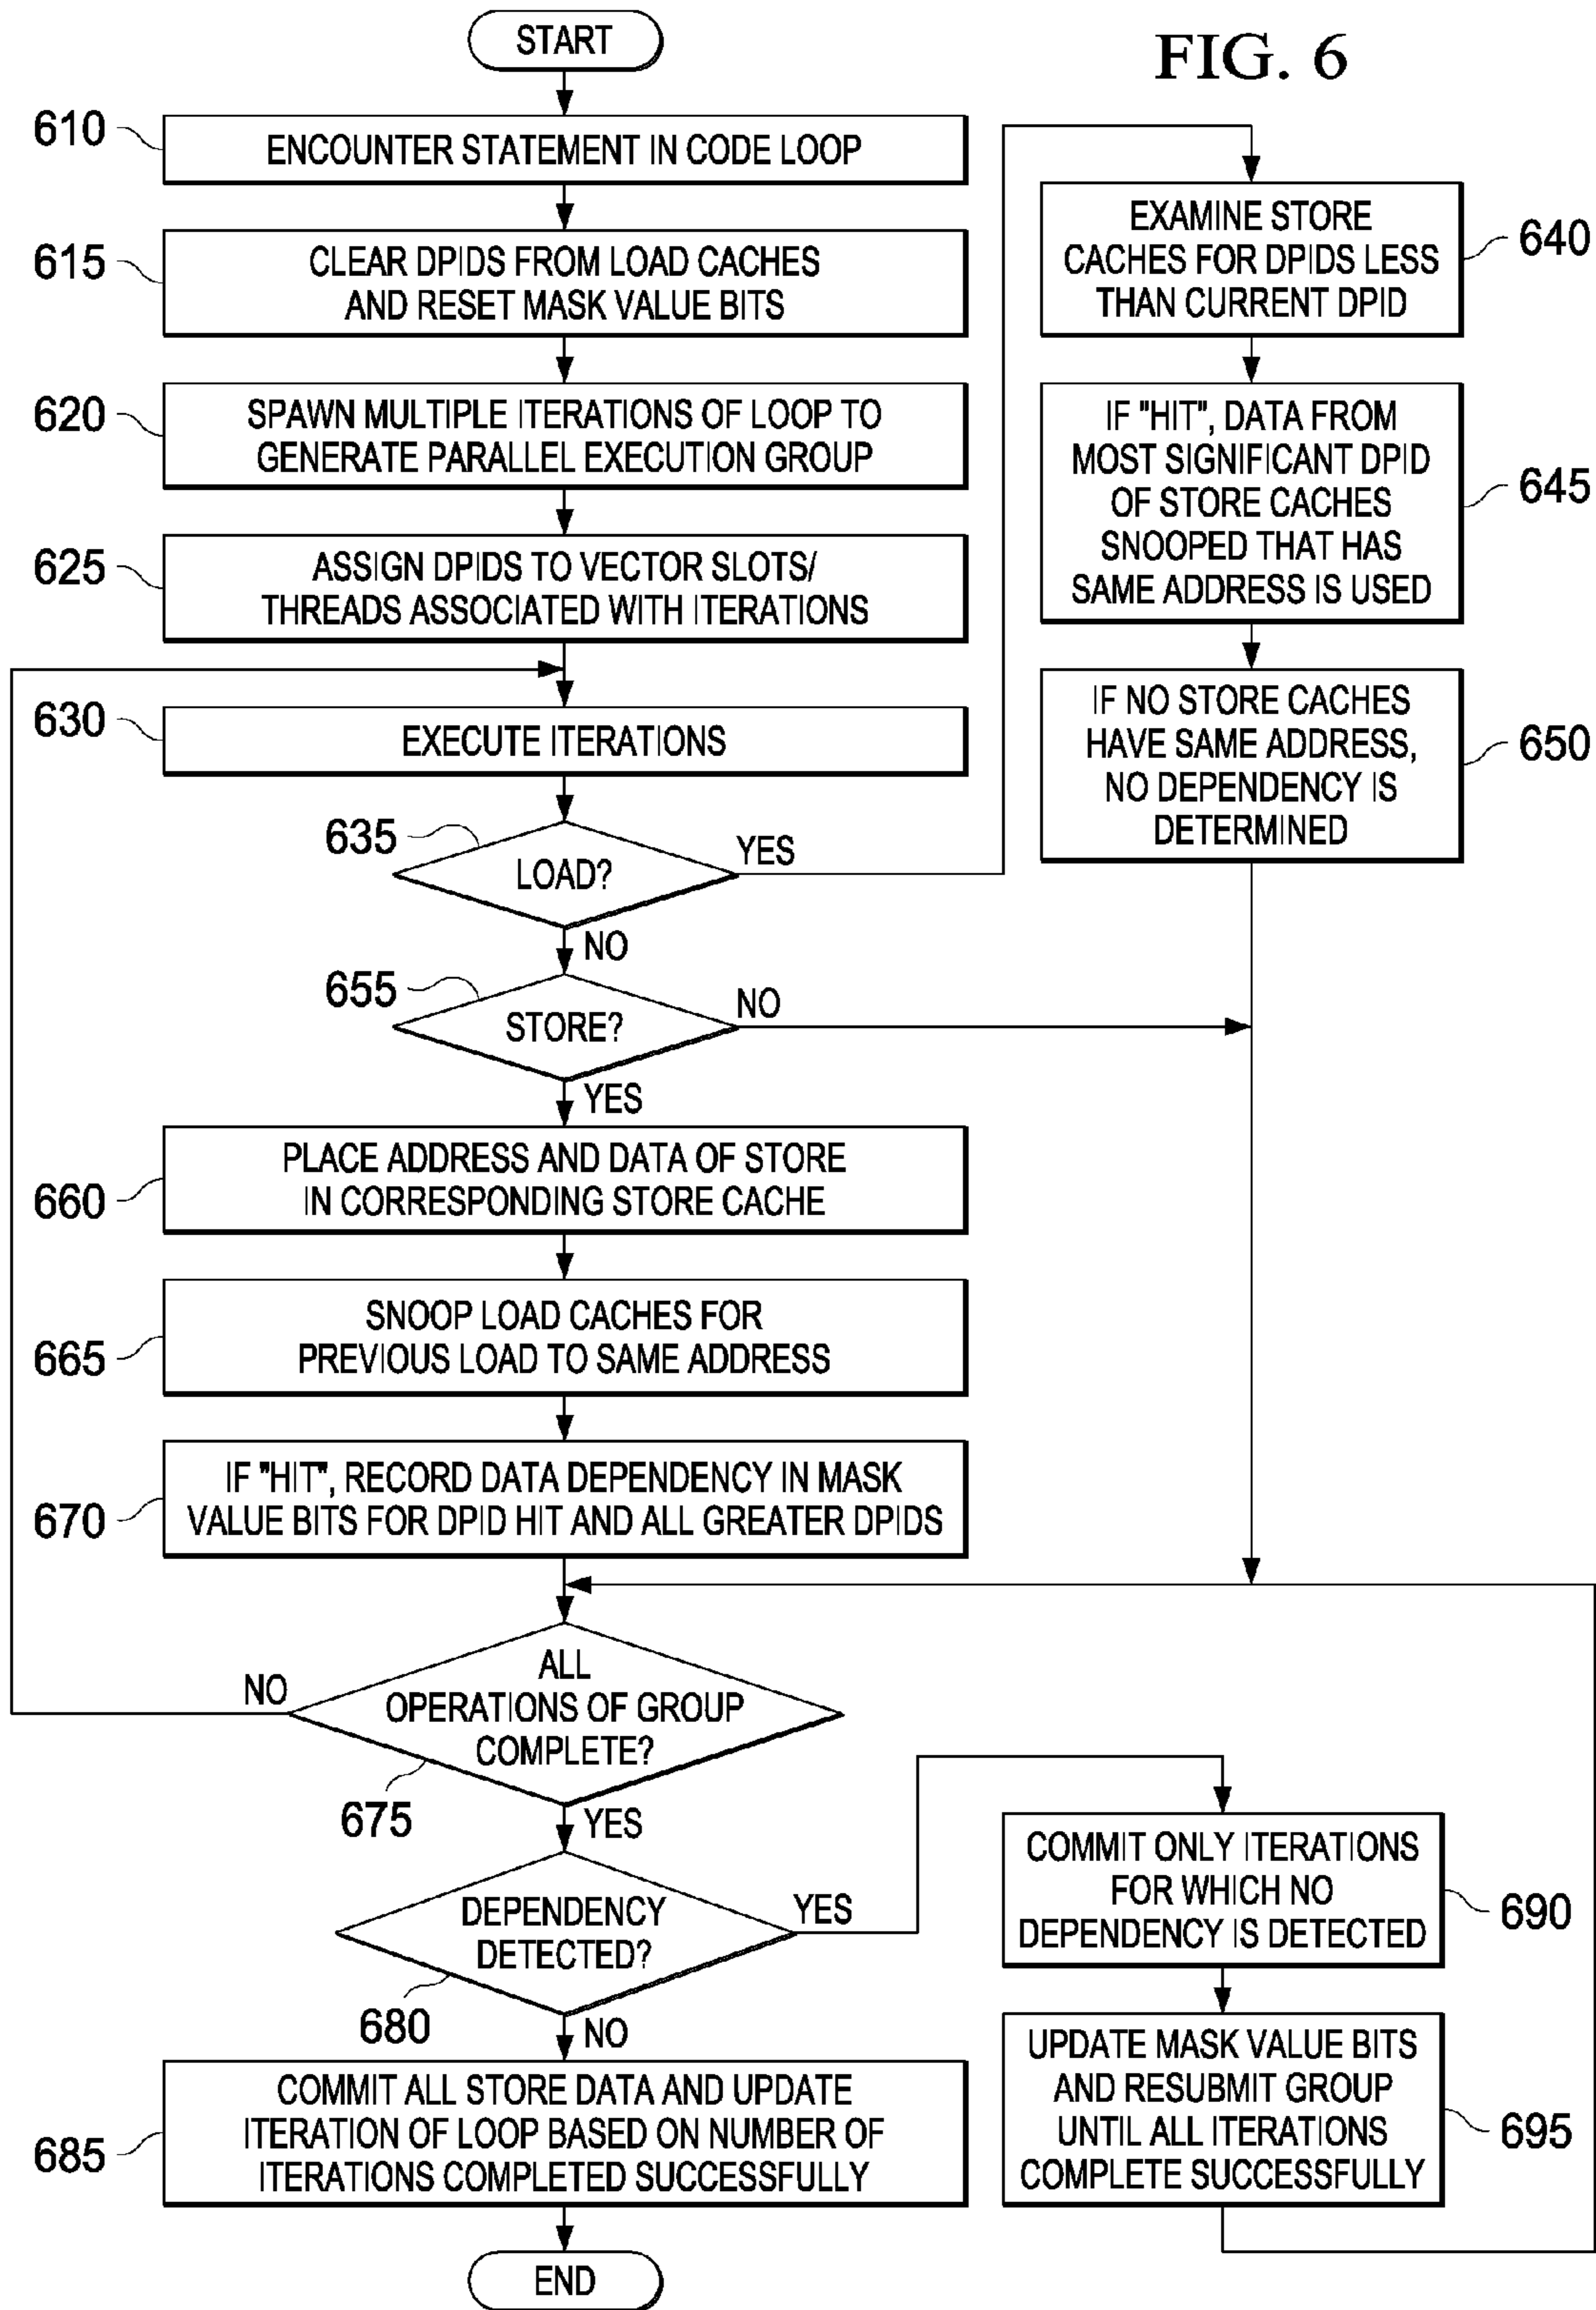 FIG. 6
START
610
ENCOUNTER STATEMENT IN CODE LOOP
615
CLEAR DPIDS FROM LOAD CACHES
AND RESET MASK VALUE BITS
620
SPAWN MULTIPLE ITERATIONS OF LOOP TO
GENERATE PARALLEL EXECUTION GROUP
625
ASSIGN DPIDS TO VECTOR SLOTS/
THREADS ASSOCIATED WITH ITERATIONS
630
EXECUTE ITERATIONS
635
LOAD?
YES
NO
640
EXAMINE STORE
CACHES FOR DPIDS LESS
THAN CURRENT DPID
645
IF "HIT", DATA FROM
MOST SIGNIFICANT DPID
OF STORE CACHES
SNOOPED THAT HAS
SAME ADDRESS IS USED
650
IF NO STORE CACHES
HAVE SAME ADDRESS,
NO DEPENDENCY IS
DETERMINED
655
STORE?
NO
YES
660
PLACE ADDRESS AND DATA OF STORE
IN CORRESPONDING STORE CACHE
665
SNOOP LOAD CACHES FOR
PREVIOUS LOAD TO SAME ADDRESS
670
IF "HIT", RECORD DATA DEPENDENCY IN MASK
VALUE BITS FOR DPID HIT AND ALL GREATER DPIDS
NO
ALL
OPERATIONS OF GROUP
COMPLETE?
675
YES
DEPENDENCY
DETECTED?
YES
680
NO
685
COMMIT ALL STORE DATA AND UPDATE
ITERATION OF LOOP BASED ON NUMBER OF
ITERATIONS COMPLETED SUCCESSFULLY
690
COMMIT ONLY ITERATIONS
FOR WHICH NO
DEPENDENCY IS DETECTED
695
UPDATE MASK VALUE BITS
AND RESUBMIT GROUP
UNTIL ALL ITERATIONS
COMPLETE SUCCESSFULLY
END